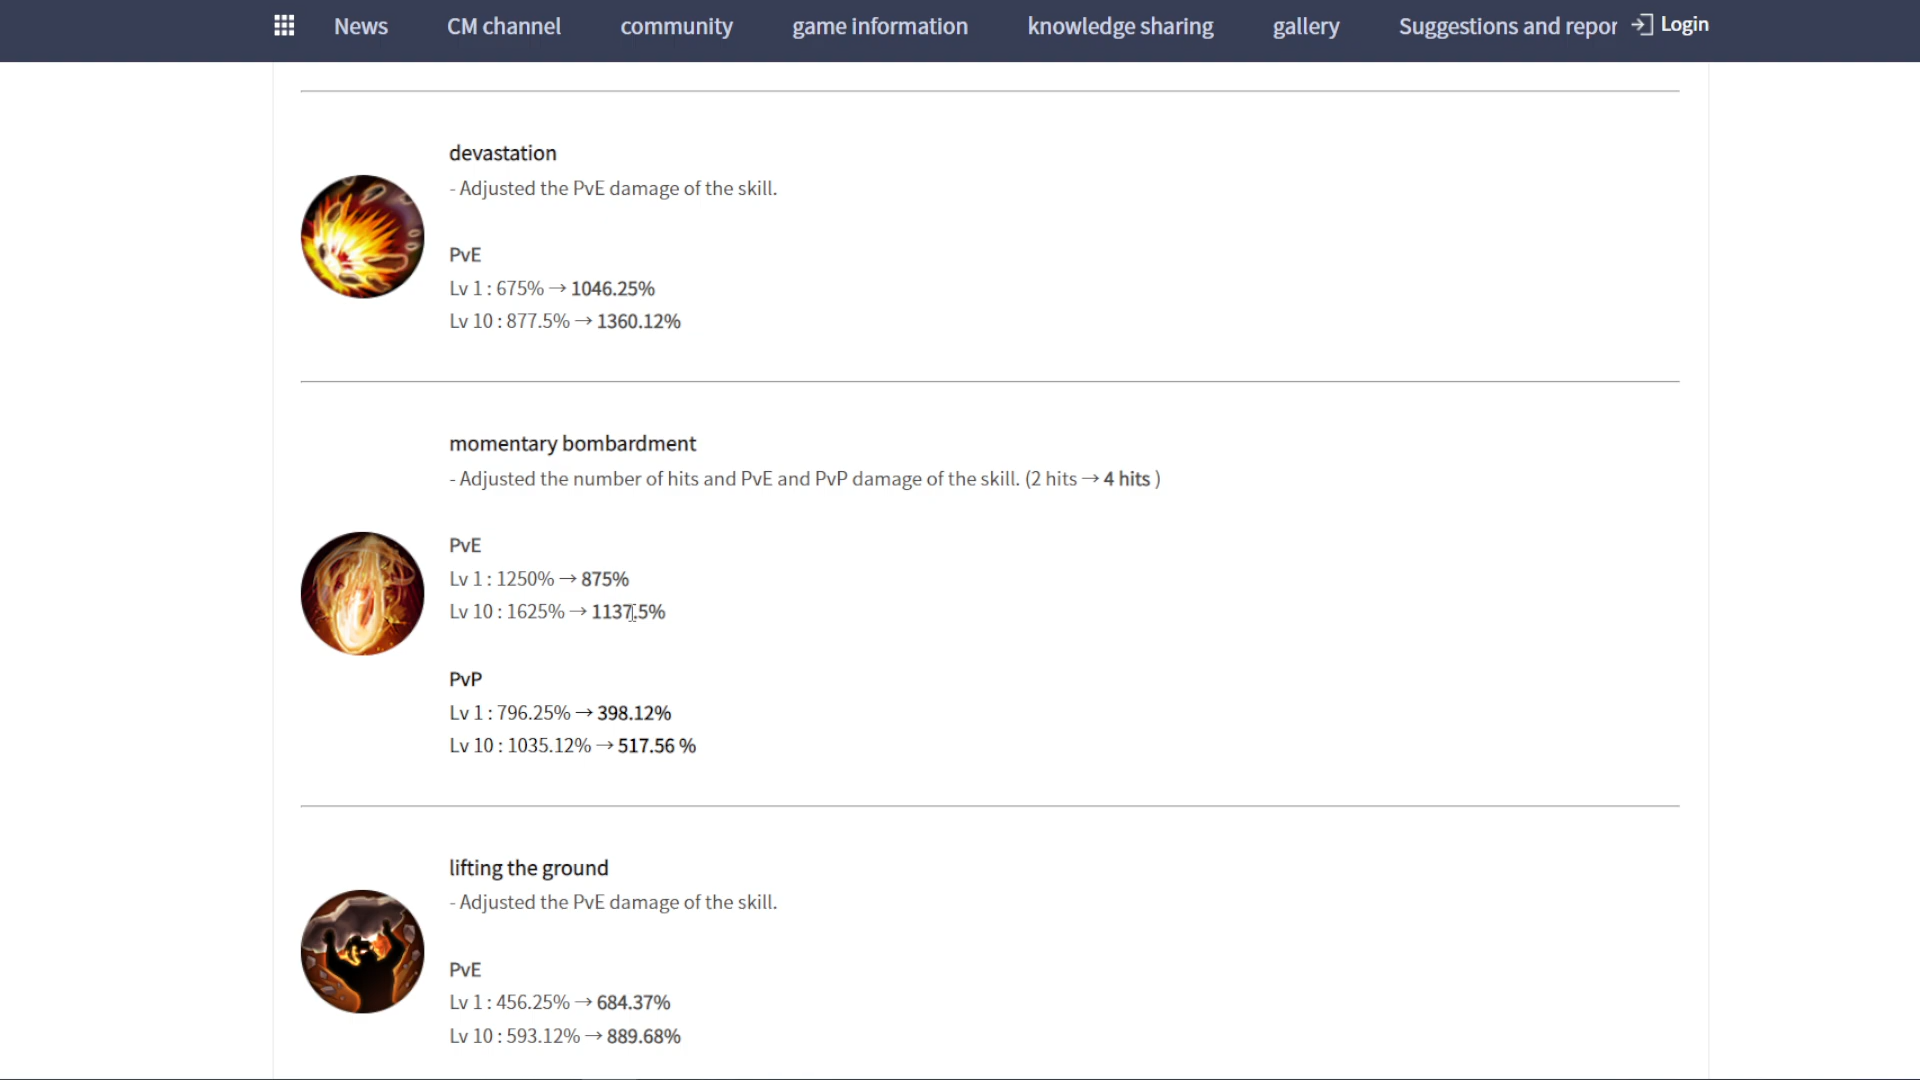 News CM channel community game information knowledge sharing gallery Suggestions and repor Login
devastation
- Adjusted the PvE damage of the skill.
PvE
Lv 1 : 675% → 1046.25%
Lv 10 : 877.5% → 1360.12%
momentary bombardment
- Adjusted the number of hits and PvE and PvP damage of the skill. (2 hits → 4 hits )
PvE
Lv 1 : 1250% → 875%
Lv 10 : 1625% → 1137.5%
PvP
Lv 1 : 796.25% → 398.12%
Lv 10 : 1035.12% → 517.56 %
lifting the ground
- Adjusted the PvE damage of the skill.
PvE
Lv 1 : 456.25% → 684.37%
Lv 10 : 593.12% → 889.68%